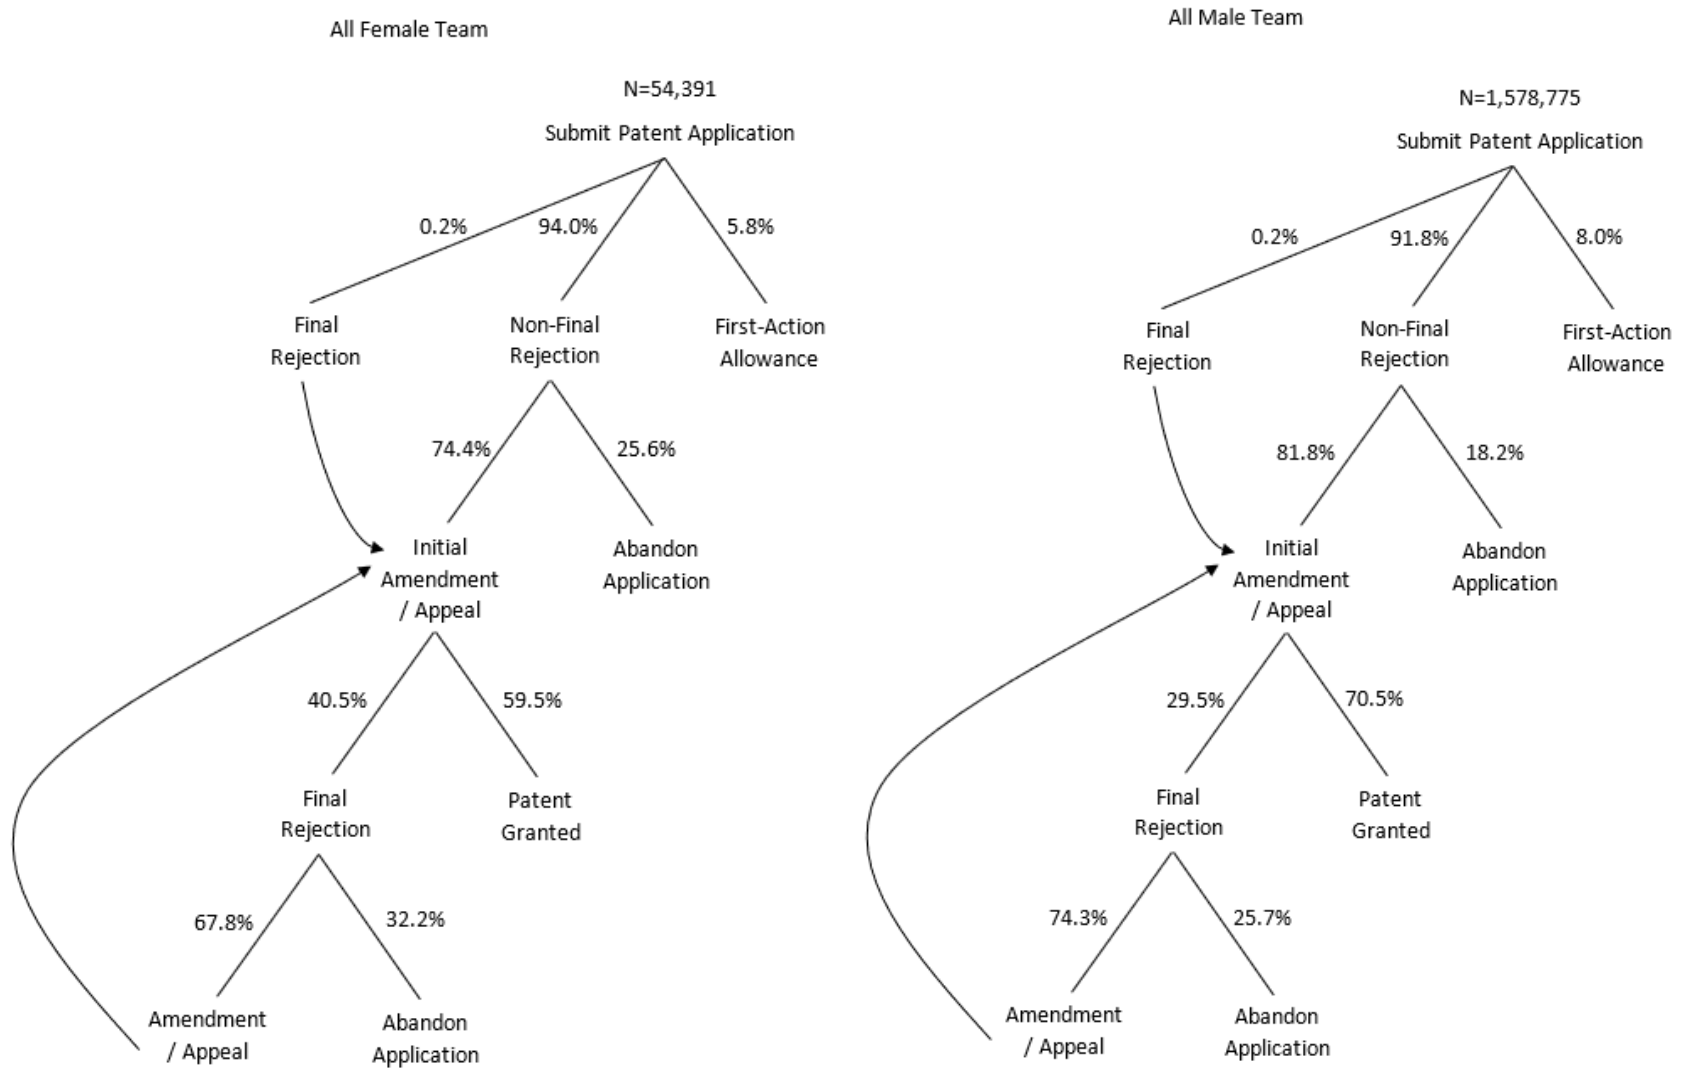 All Female Team
N=54,391
Submit Patent Application
0.2%
94.0%
5.8%
Final
Rejection
Non-Final
Rejection
First-Action
Allowance
74.4%
25.6%
Initial
Amendment
/ Appeal
Abandon
Application
40.5%
59.5%
Final
Rejection
Patent
Granted
67.8%
32.2%
Amendment
/ Appeal
Abandon
Application
All Male Team
N=1,578,775
Submit Patent Application
0.2%
91.8%
8.0%
Final
Rejection
Non-Final
Rejection
First-Action
Allowance
81.8%
18.2%
Initial
Amendment
/ Appeal
Abandon
Application
29.5%
70.5%
Final
Rejection
Patent
Granted
74.3%
25.7%
Amendment
/ Appeal
Abandon
Application